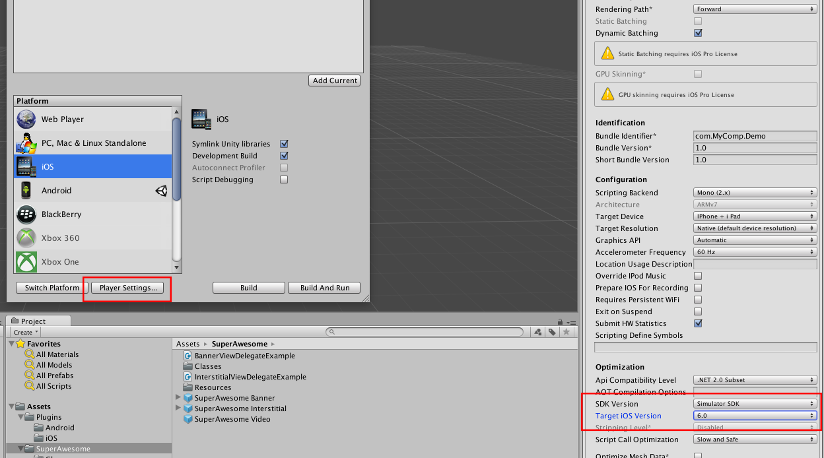 Add Current
Platform
Web Player
PC, Mac & Linux Standalone
iOS
Android
BlackBerry
Xbox 360
Xbox One
iOS
Symlink Unity libraries
Development Build
Autoconnect Profiler
Script Debugging
Switch Platform
Player Settings...
Build
Build And Run
Project
Create
Favorites
All Materials
All Models
All Prefabs
All Scripts
Assets
Plugins
Android
iOS
SuperAwesome
Assets ▸ SuperAwesome ▸
BannerViewDelegateExample
Classes
InterstitialViewDelegateExample
Resources
SuperAwesome Banner
SuperAwesome Interstitial
SuperAwesome Video
Rendering Path* Forward
Static Batching
Dynamic Batching
Static Batching requires iOS Pro License
GPU Skinning*
GPU skinning requires iOS Pro License
Identification
Bundle Identifier* com.MyComp.Demo
Bundle Version* 1.0
Short Bundle Version 1.0
Configuration
Scripting Backend Mono (2.x)
Architecture ARMv7
Target Device iPhone + iPad
Target Resolution Native (default device resolution)
Graphics API Automatic
Accelerometer Frequency 60 Hz
Location Usage Description
Override iPod Music
Prepare iOS For Recording
Requires Persistent WiFi
Exit on Suspend
Submit HW Statistics
Scripting Define Symbols
Optimization
Api Compatibility Level .NET 2.0 Subset
AOT Compilation Options
SDK Version Simulator SDK
Target iOS Version 6.0
Stripping Level* Disabled
Script Call Optimization Slow and Safe
Optimize Mesh Data*